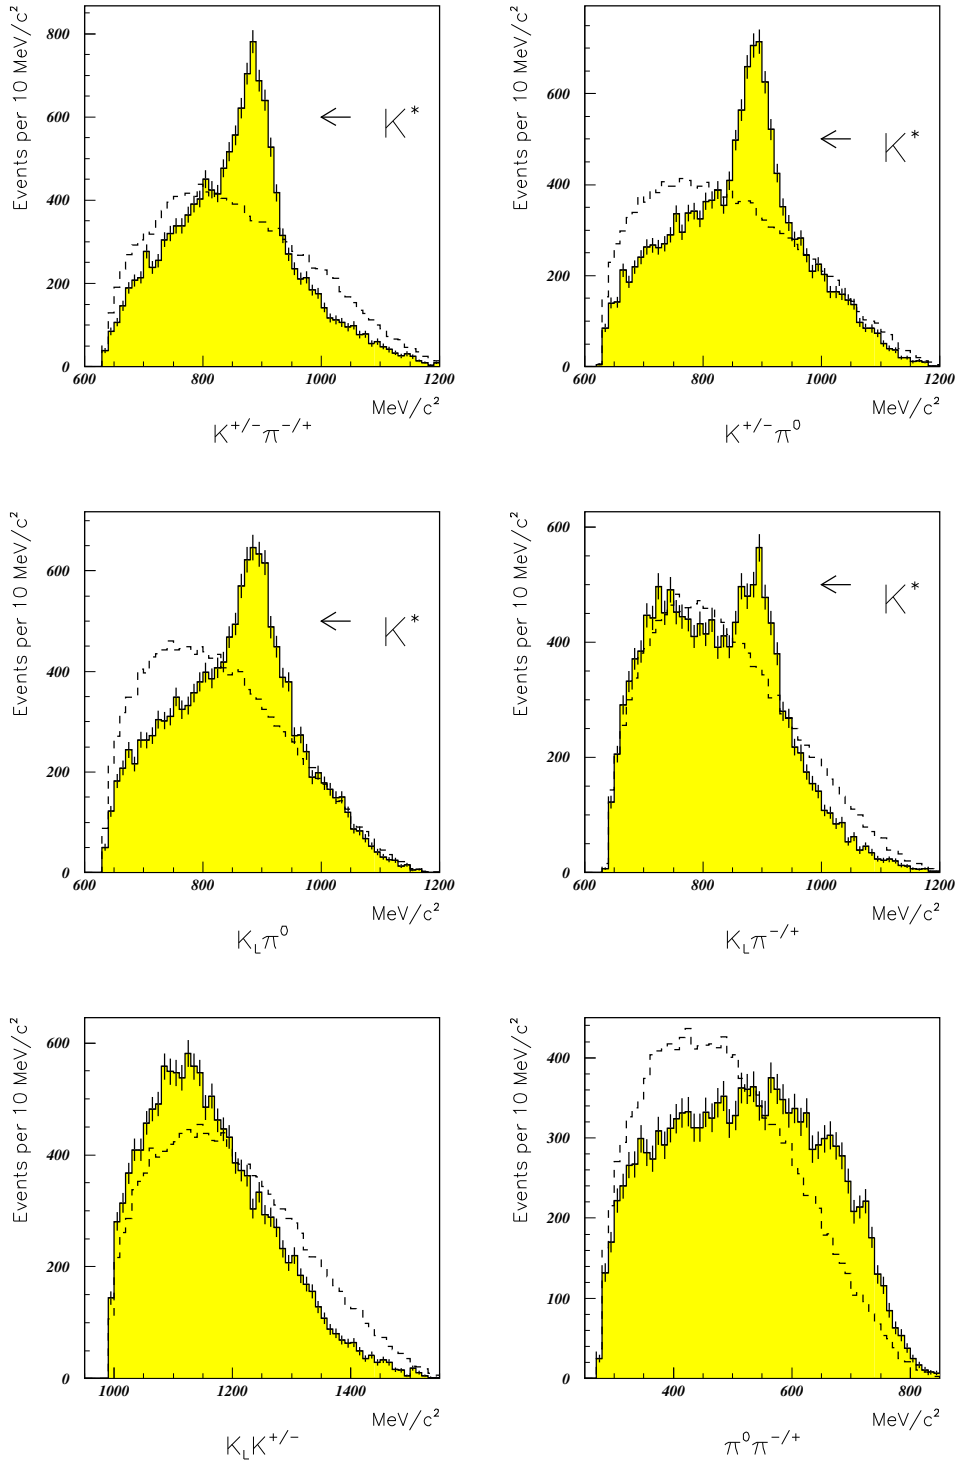 Events per 10 MeV/c²
800
600
400
200
0
K*
600 800 1000 1200
MeV/c²
K⁺/⁻π⁻/⁺
Events per 10 MeV/c²
600
400
200
0
K*
600 800 1000 1200
MeV/c²
K⁺/⁻π⁰
Events per 10 MeV/c²
600
400
200
0
K*
600 800 1000 1200
MeV/c²
K_Lπ⁰
Events per 10 MeV/c²
600
400
200
0
K*
600 800 1000 1200
MeV/c²
K_Lπ⁻/⁺
Events per 10 MeV/c²
600
400
200
0
1000 1200 1400
MeV/c²
K_LK⁺/⁻
Events per 10 MeV/c²
400
300
200
100
0
400 600 800
MeV/c²
π⁰π⁻/⁺